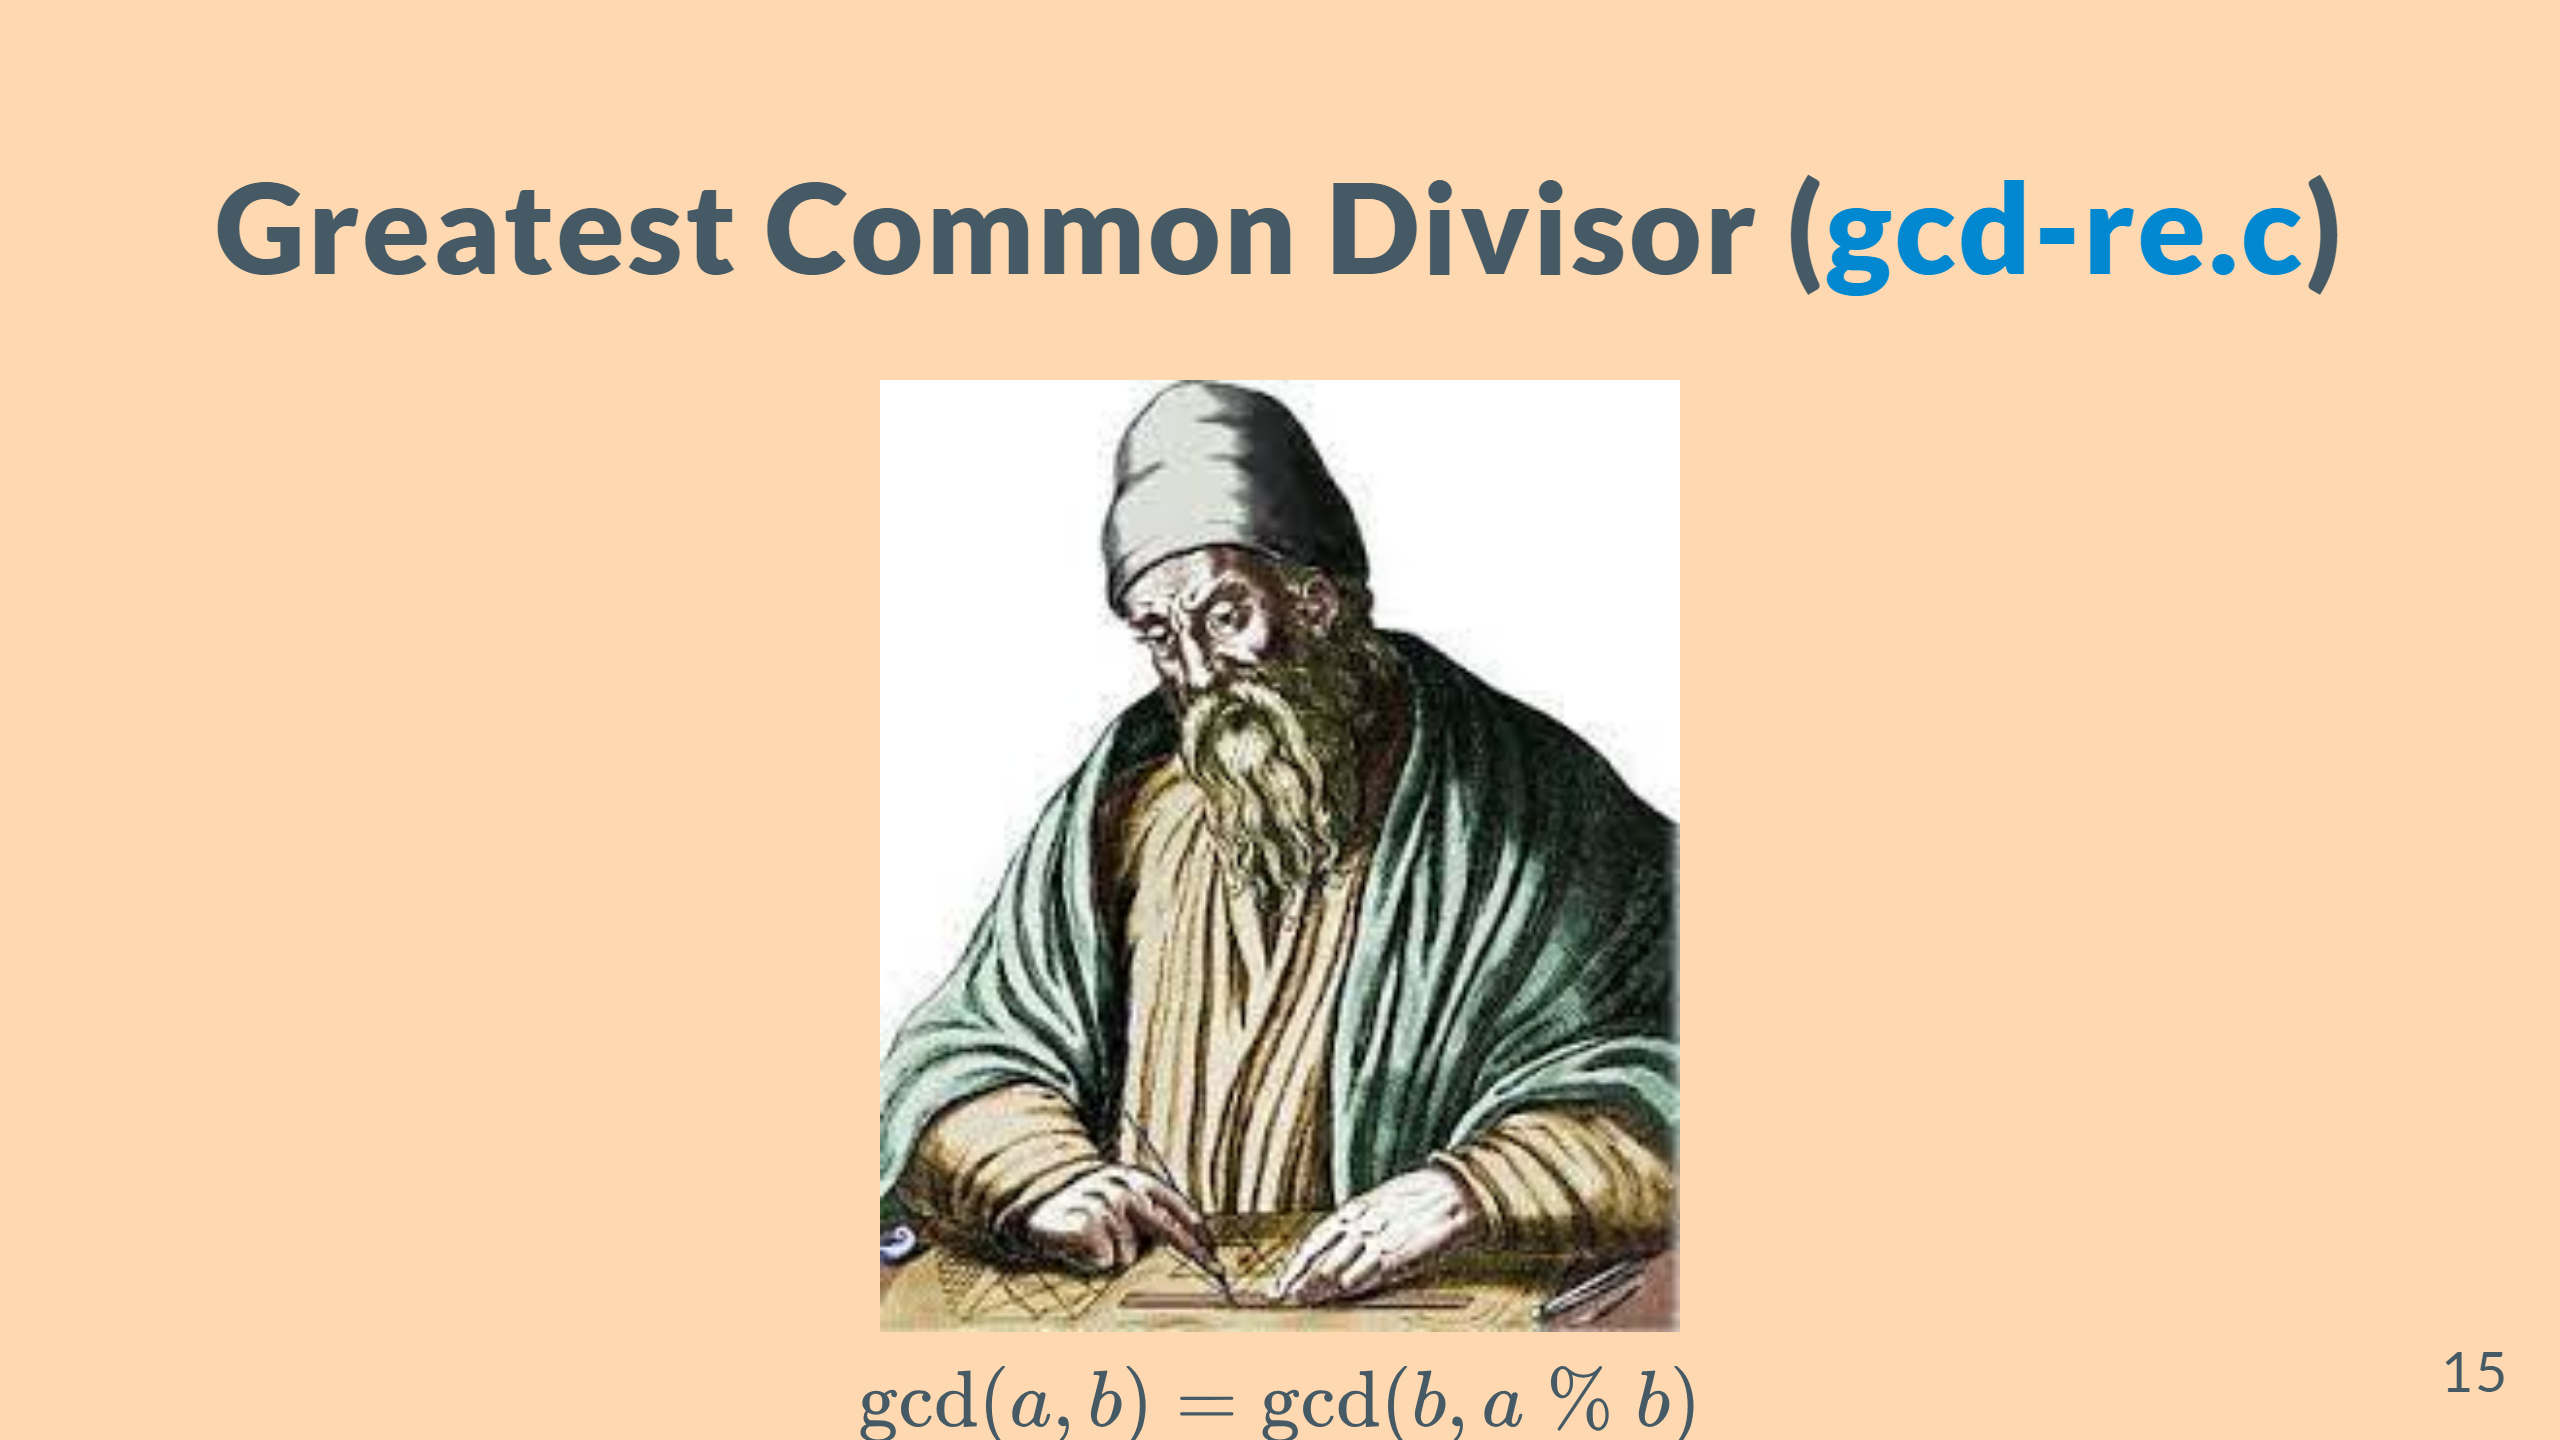 Greatest Common Divisor (gcd-re.c)
gcd(a, b) = gcd(b, a % b)
15